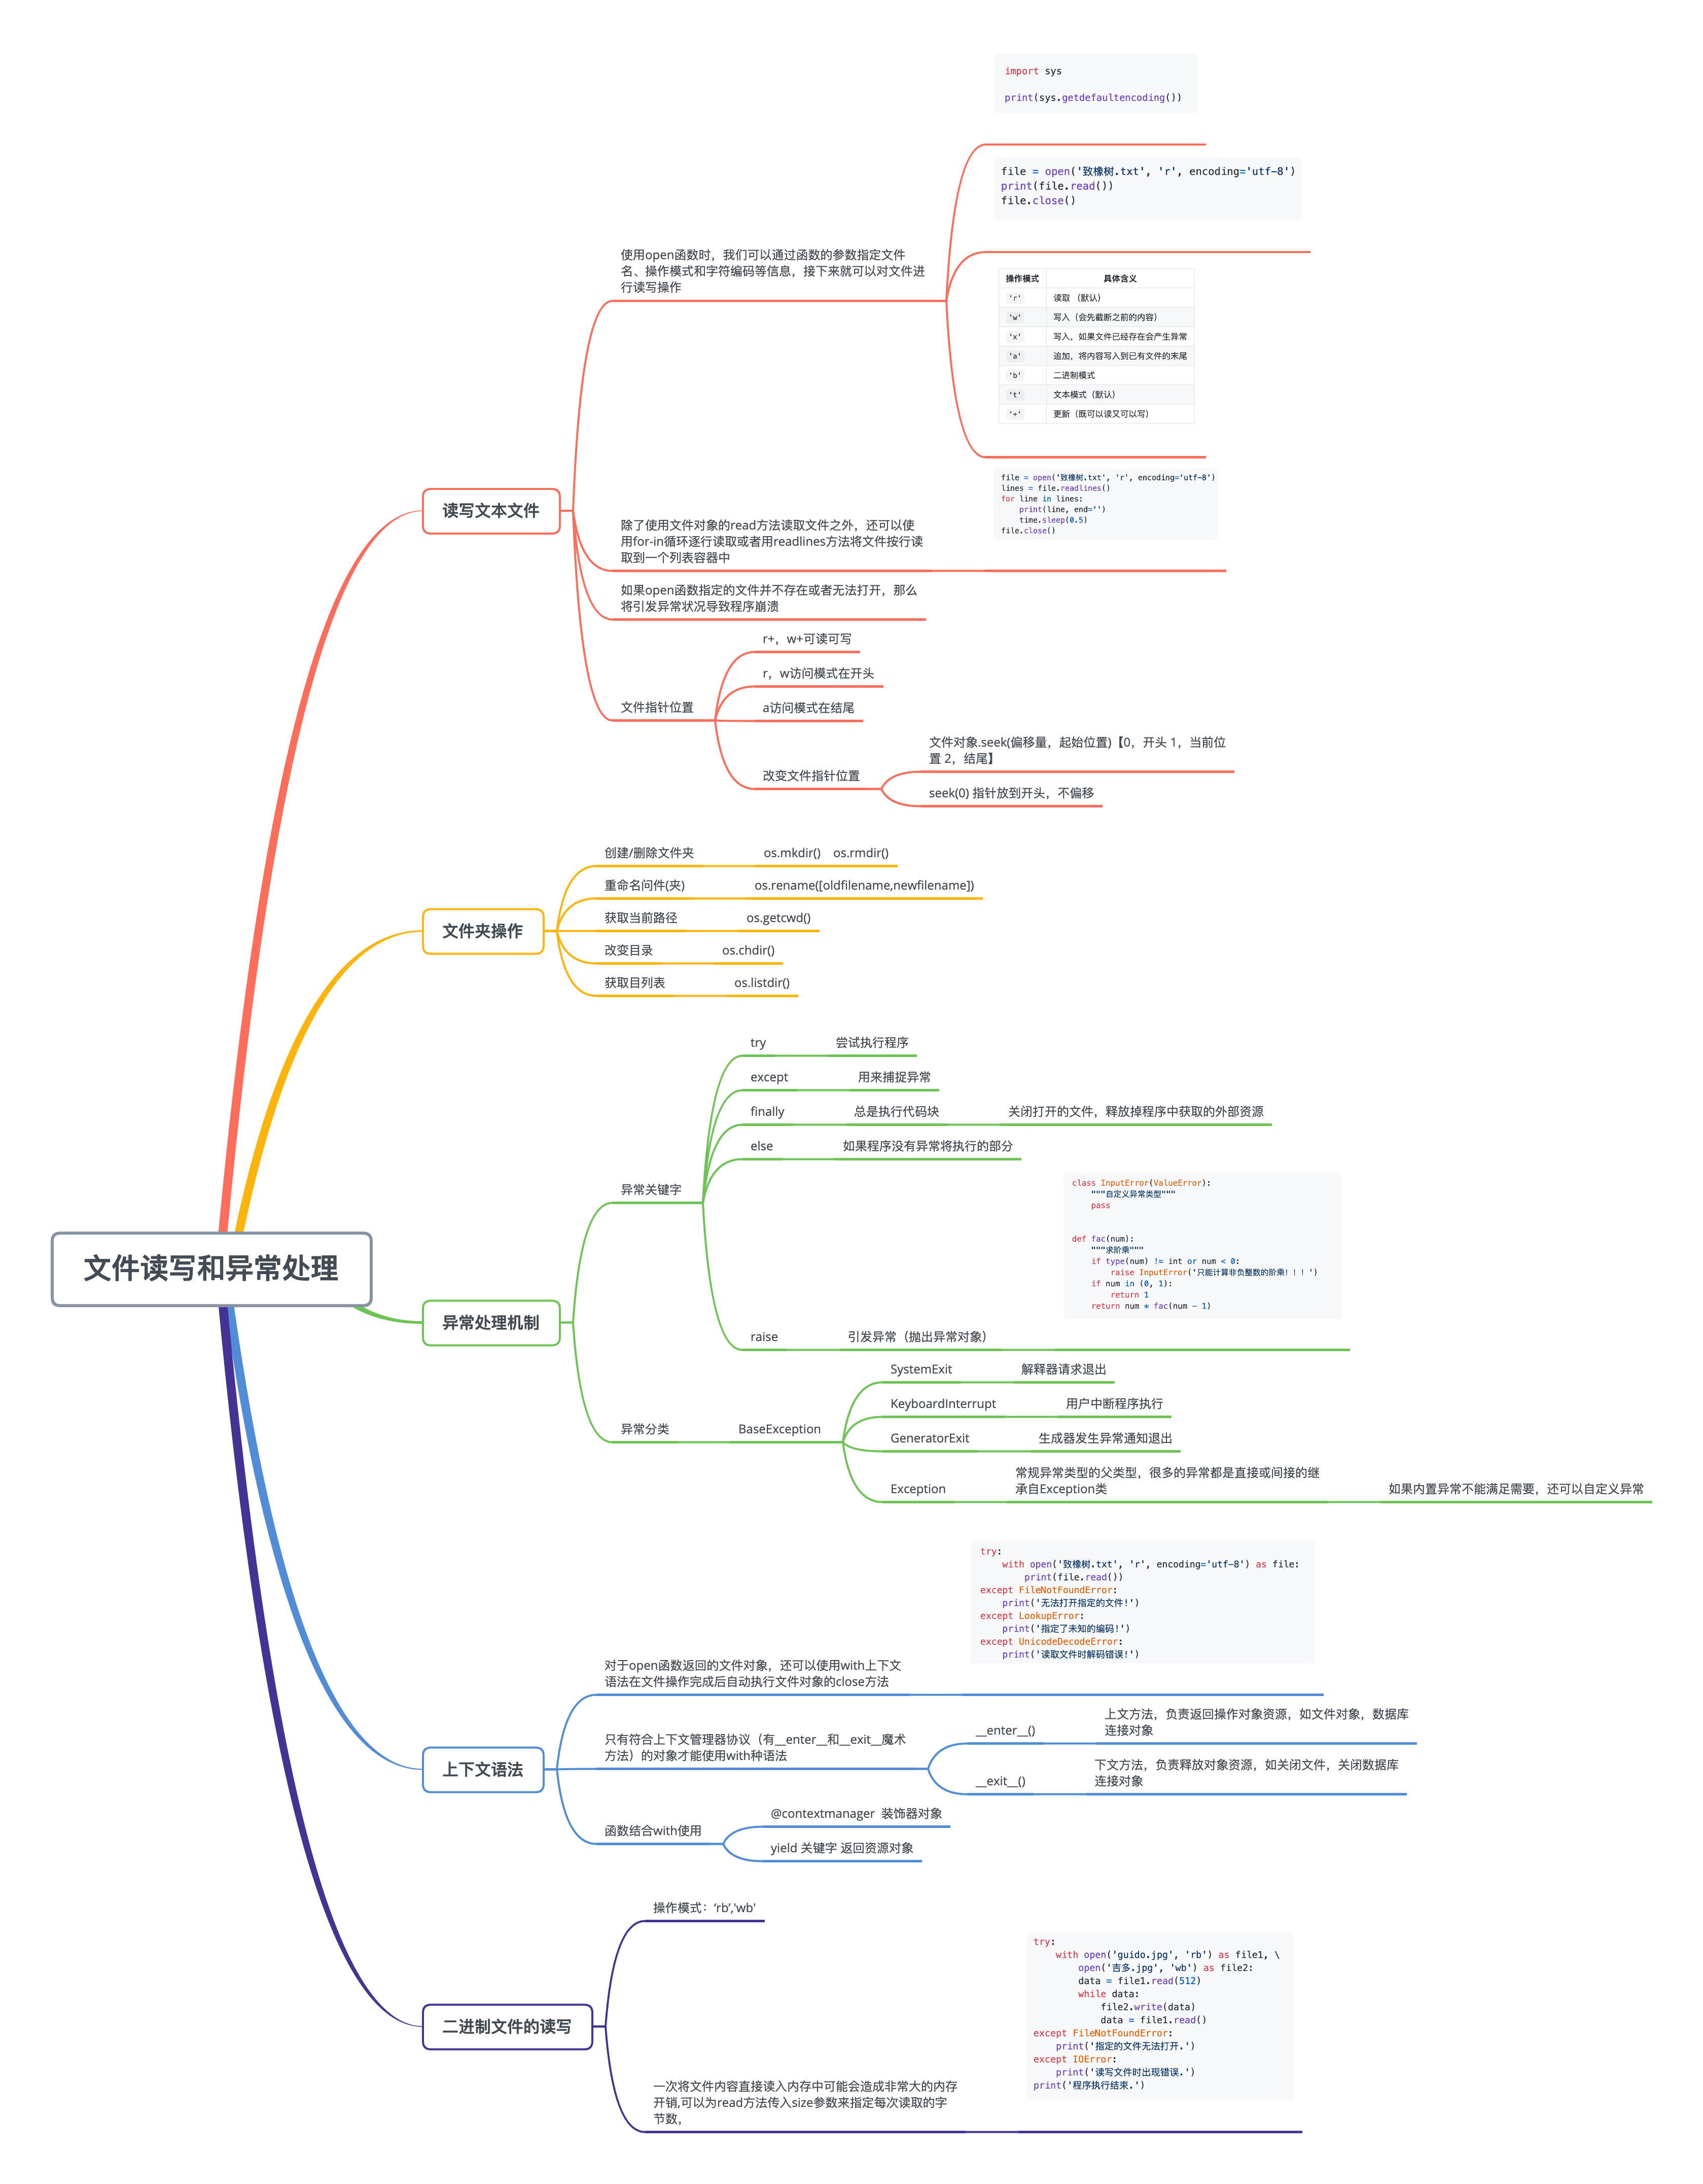 import sys
print(sys.getdefaultencoding())
file = open('致橡树.txt', 'r', encoding='utf-8')
print(file.read())
file.close()
使用open函数时，我们可以通过函数的参数指定文件
名、操作模式和字符编码等信息，接下来就可以对文件进
行读写操作
操作模式 具体含义
'r' 读取 （默认）
'w' 写入（会先截断之前的内容）
'x' 写入，如果文件已经存在会产生异常
'a' 追加，将内容写入到已有文件的末尾
'b' 二进制模式
't' 文本模式（默认）
'+' 更新（既可以读又可以写）
读写文本文件
file = open('致橡树.txt', 'r', encoding='utf-8')
lines = file.readlines()
for line in lines:
    print(line, end='')
    time.sleep(0.5)
file.close()
除了使用文件对象的read方法读取文件之外，还可以使
用for-in循环逐行读取或者用readlines方法将文件按行读
取到一个列表容器中
如果open函数指定的文件并不存在或者无法打开，那么
将引发异常状况导致程序崩溃
文件指针位置
r+，w+可读可写
r，w访问模式在开头
a访问模式在结尾
改变文件指针位置
文件对象.seek(偏移量，起始位置)【0，开头 1，当前位
置 2，结尾】
seek(0) 指针放到开头，不偏移
文件夹操作
创建/删除文件夹 os.mkdir() os.rmdir()
重命名问件(夹) os.rename([oldfilename,newfilename])
获取当前路径 os.getcwd()
改变目录 os.chdir()
获取目列表 os.listdir()
文件读写和异常处理
异常处理机制
异常关键字
try 尝试执行程序
except 用来捕捉异常
finally 总是执行代码块 关闭打开的文件，释放掉程序中获取的外部资源
else 如果程序没有异常将执行的部分
class InputError(ValueError):
    """自定义异常类型"""
    pass
def fac(num):
    """求阶乘"""
    if type(num) != int or num < 0:
        raise InputError('只能计算非负整数的阶乘！！！')
    if num in (0, 1):
        return 1
    return num * fac(num - 1)
raise 引发异常（抛出异常对象）
异常分类 BaseException
SystemExit 解释器请求退出
KeyboardInterrupt 用户中断程序执行
GeneratorExit 生成器发生异常通知退出
Exception
常规异常类型的父类型，很多的异常都是直接或间接的继
承自Exception类
如果内置异常不能满足需要，还可以自定义异常
上下文语法
try:
    with open('致橡树.txt', 'r', encoding='utf-8') as file:
        print(file.read())
except FileNotFoundError:
    print('无法打开指定的文件!')
except LookupError:
    print('指定了未知的编码!')
except UnicodeDecodeError:
    print('读取文件时解码错误!')
对于open函数返回的文件对象，还可以使用with上下文
语法在文件操作完成后自动执行文件对象的close方法
只有符合上下文管理器协议（有__enter__和__exit__魔术
方法）的对象才能使用with种语法
__enter__()
上文方法，负责返回操作对象资源，如文件对象，数据库
连接对象
__exit__()
下文方法，负责释放对象资源，如关闭文件，关闭数据库
连接对象
函数结合with使用
@contextmanager 装饰器对象
yield 关键字 返回资源对象
二进制文件的读写
操作模式：‘rb’,'wb'
try:
    with open('guido.jpg', 'rb') as file1, \
        open('吉多.jpg', 'wb') as file2:
        data = file1.read(512)
        while data:
            file2.write(data)
            data = file1.read()
except FileNotFoundError:
    print('指定的文件无法打开.')
except IOError:
    print('读写文件时出现错误.')
print('程序执行结束.')
一次将文件内容直接读入内存中可能会造成非常大的内存
开销,可以为read方法传入size参数来指定每次读取的字
节数，